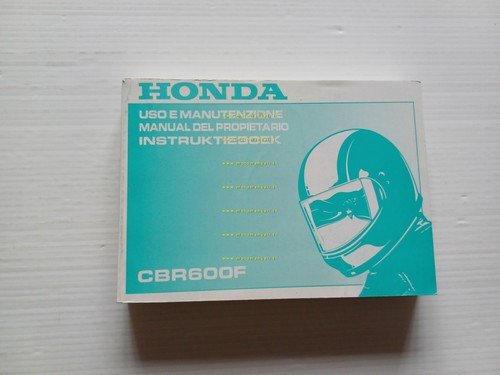 HONDA
USO E MANUTENZIONE
MANUAL DEL PROPIETARIO
INSTRUKTIEBOEK
CBR600F